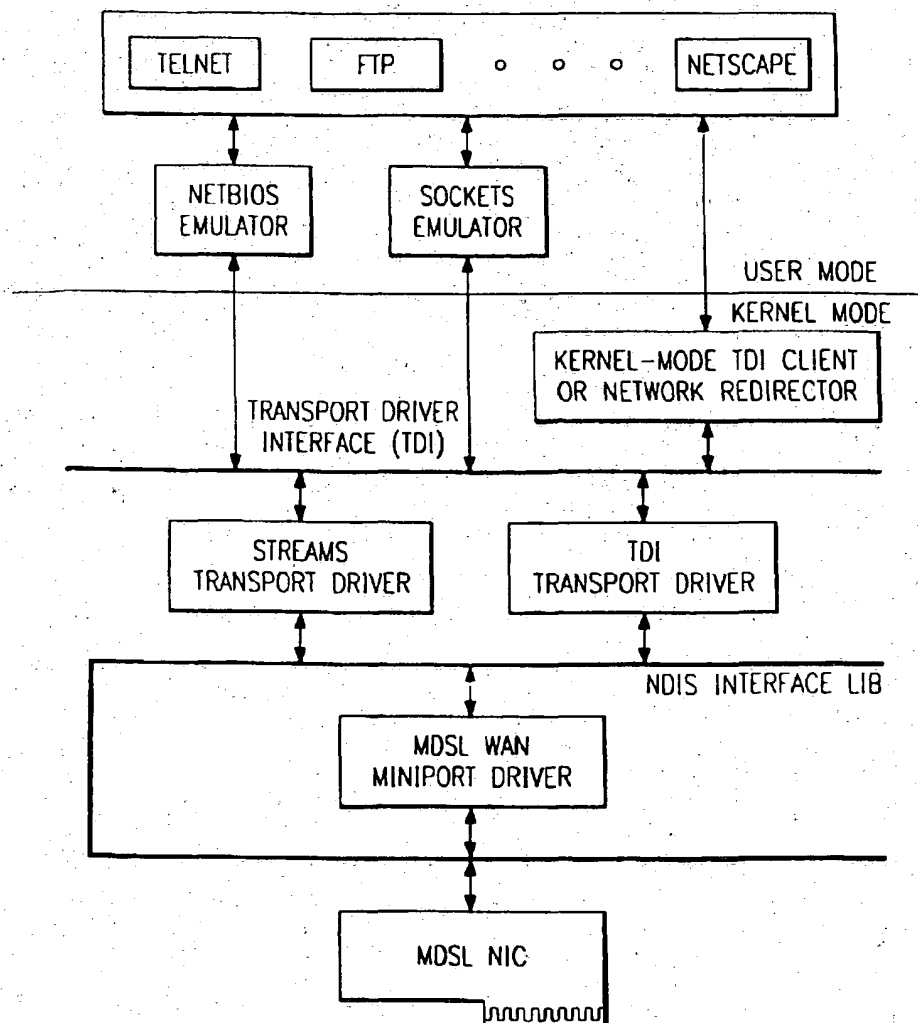 TELNET
FTP
NETSCAPE
NETBIOS
EMULATOR
SOCKETS
EMULATOR
USER MODE
KERNEL MODE
KERNEL-MODE TDI CLIENT
OR NETWORK REDIRECTOR
TRANSPORT DRIVER
INTERFACE (TDI)
STREAMS
TRANSPORT DRIVER
TDI
TRANSPORT DRIVER
NDIS INTERFACE LIB
MDSL WAN
MINIPORT DRIVER
MDSL NIC